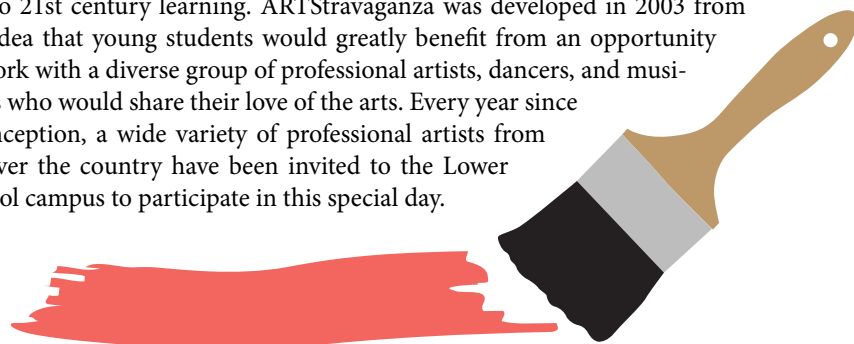 o 21st century learning. ARTStravaganza was developed in 2003 from
dea that young students would greatly benefit from an opportunity
ork with a diverse group of professional artists, dancers, and musi-
s who would share their love of the arts. Every year since
nception, a wide variety of professional artists from
ver the country have been invited to the Lower
ol campus to participate in this special day.